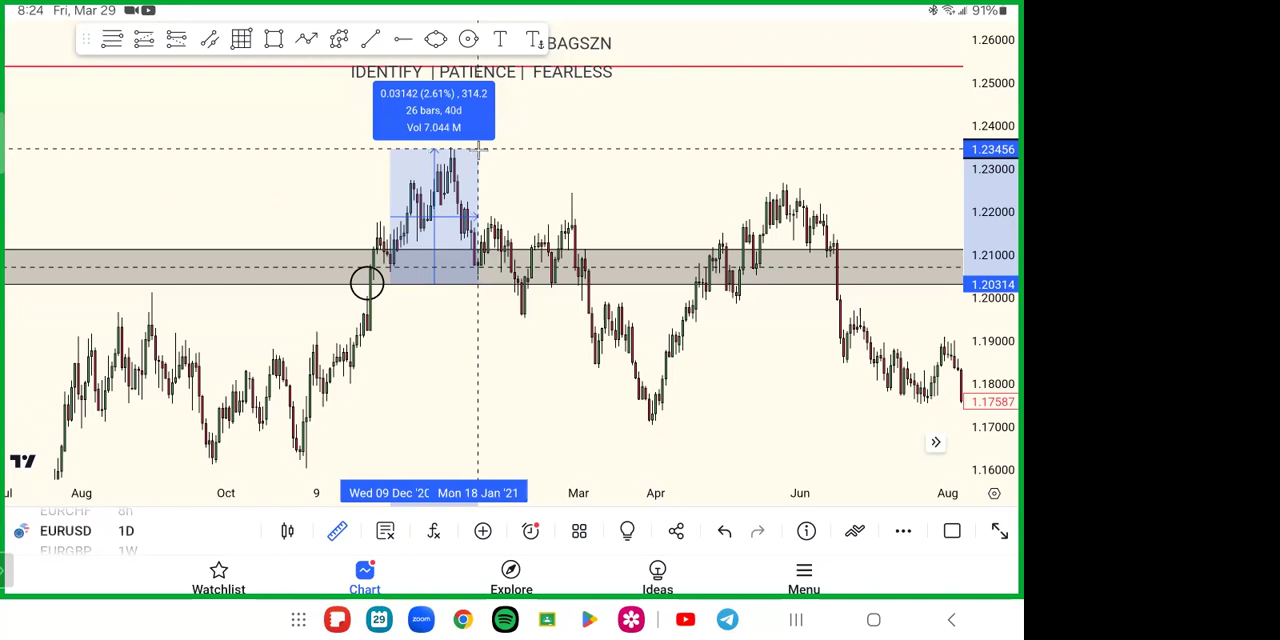 8:24 Fri, Mar 29
91%
T T
BAGSZN
IDENTIFY | PATIENCE | FEARLESS
0.03142 (2.61%) , 314.2
26 bars, 40d
Vol 7.044 M
1.26000
1.25000
1.24000
1.23456
1.23000
1.22000
1.21000
1.20314
1.20000
1.19000
1.18000
1.17587
1.17000
1.16000
Aug
Oct
9
Wed 09 Dec '20
Mon 18 Jan '21
Mar
Apr
Jun
Aug
EURCHF 8h
EURUSD 1D
EURGBP 1W
Watchlist
Chart
Explore
Ideas
Menu
29
zoom